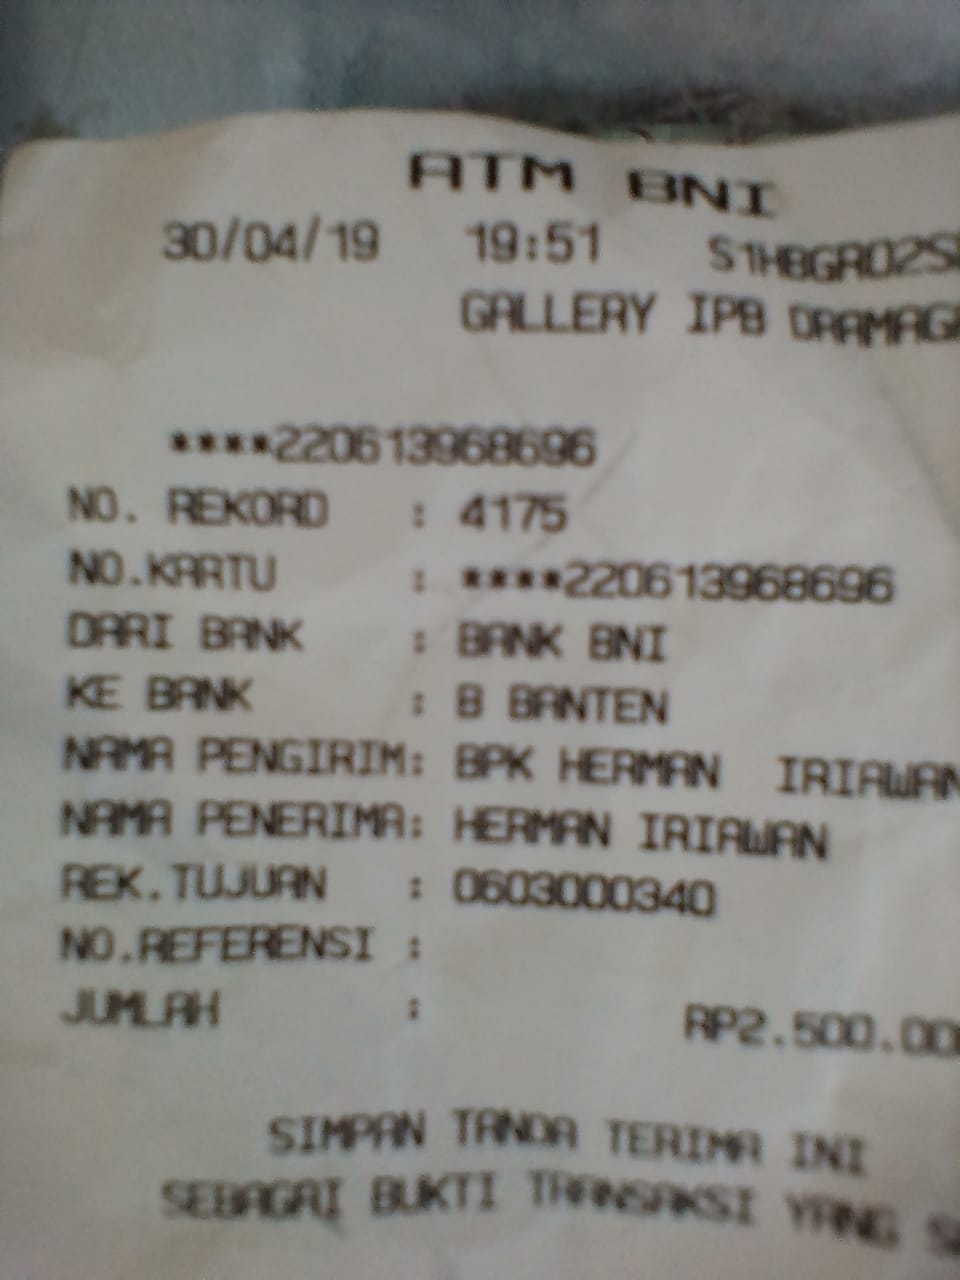 ATM BNI
30/04/19 19:51 S1HBGR02S
GALLERY IPB DRAMAGA
****220613968696
NO. REKORD : 4175
NO.KARTU : ****220613968696
DARI BANK : BANK BNI
KE BANK : B BANTEN
NAMA PENGIRIM: BPK HERMAN IRIAWAN
NAMA PENERIMA: HERMAN IRIAWAN
REK.TUJUAN : 0603000340
NO.REFERENSI :
JUMLAH : RP2.500.000
SIMPAN TANDA TERIMA INI
SEBAGAI BUKTI TRANSAKSI YANG